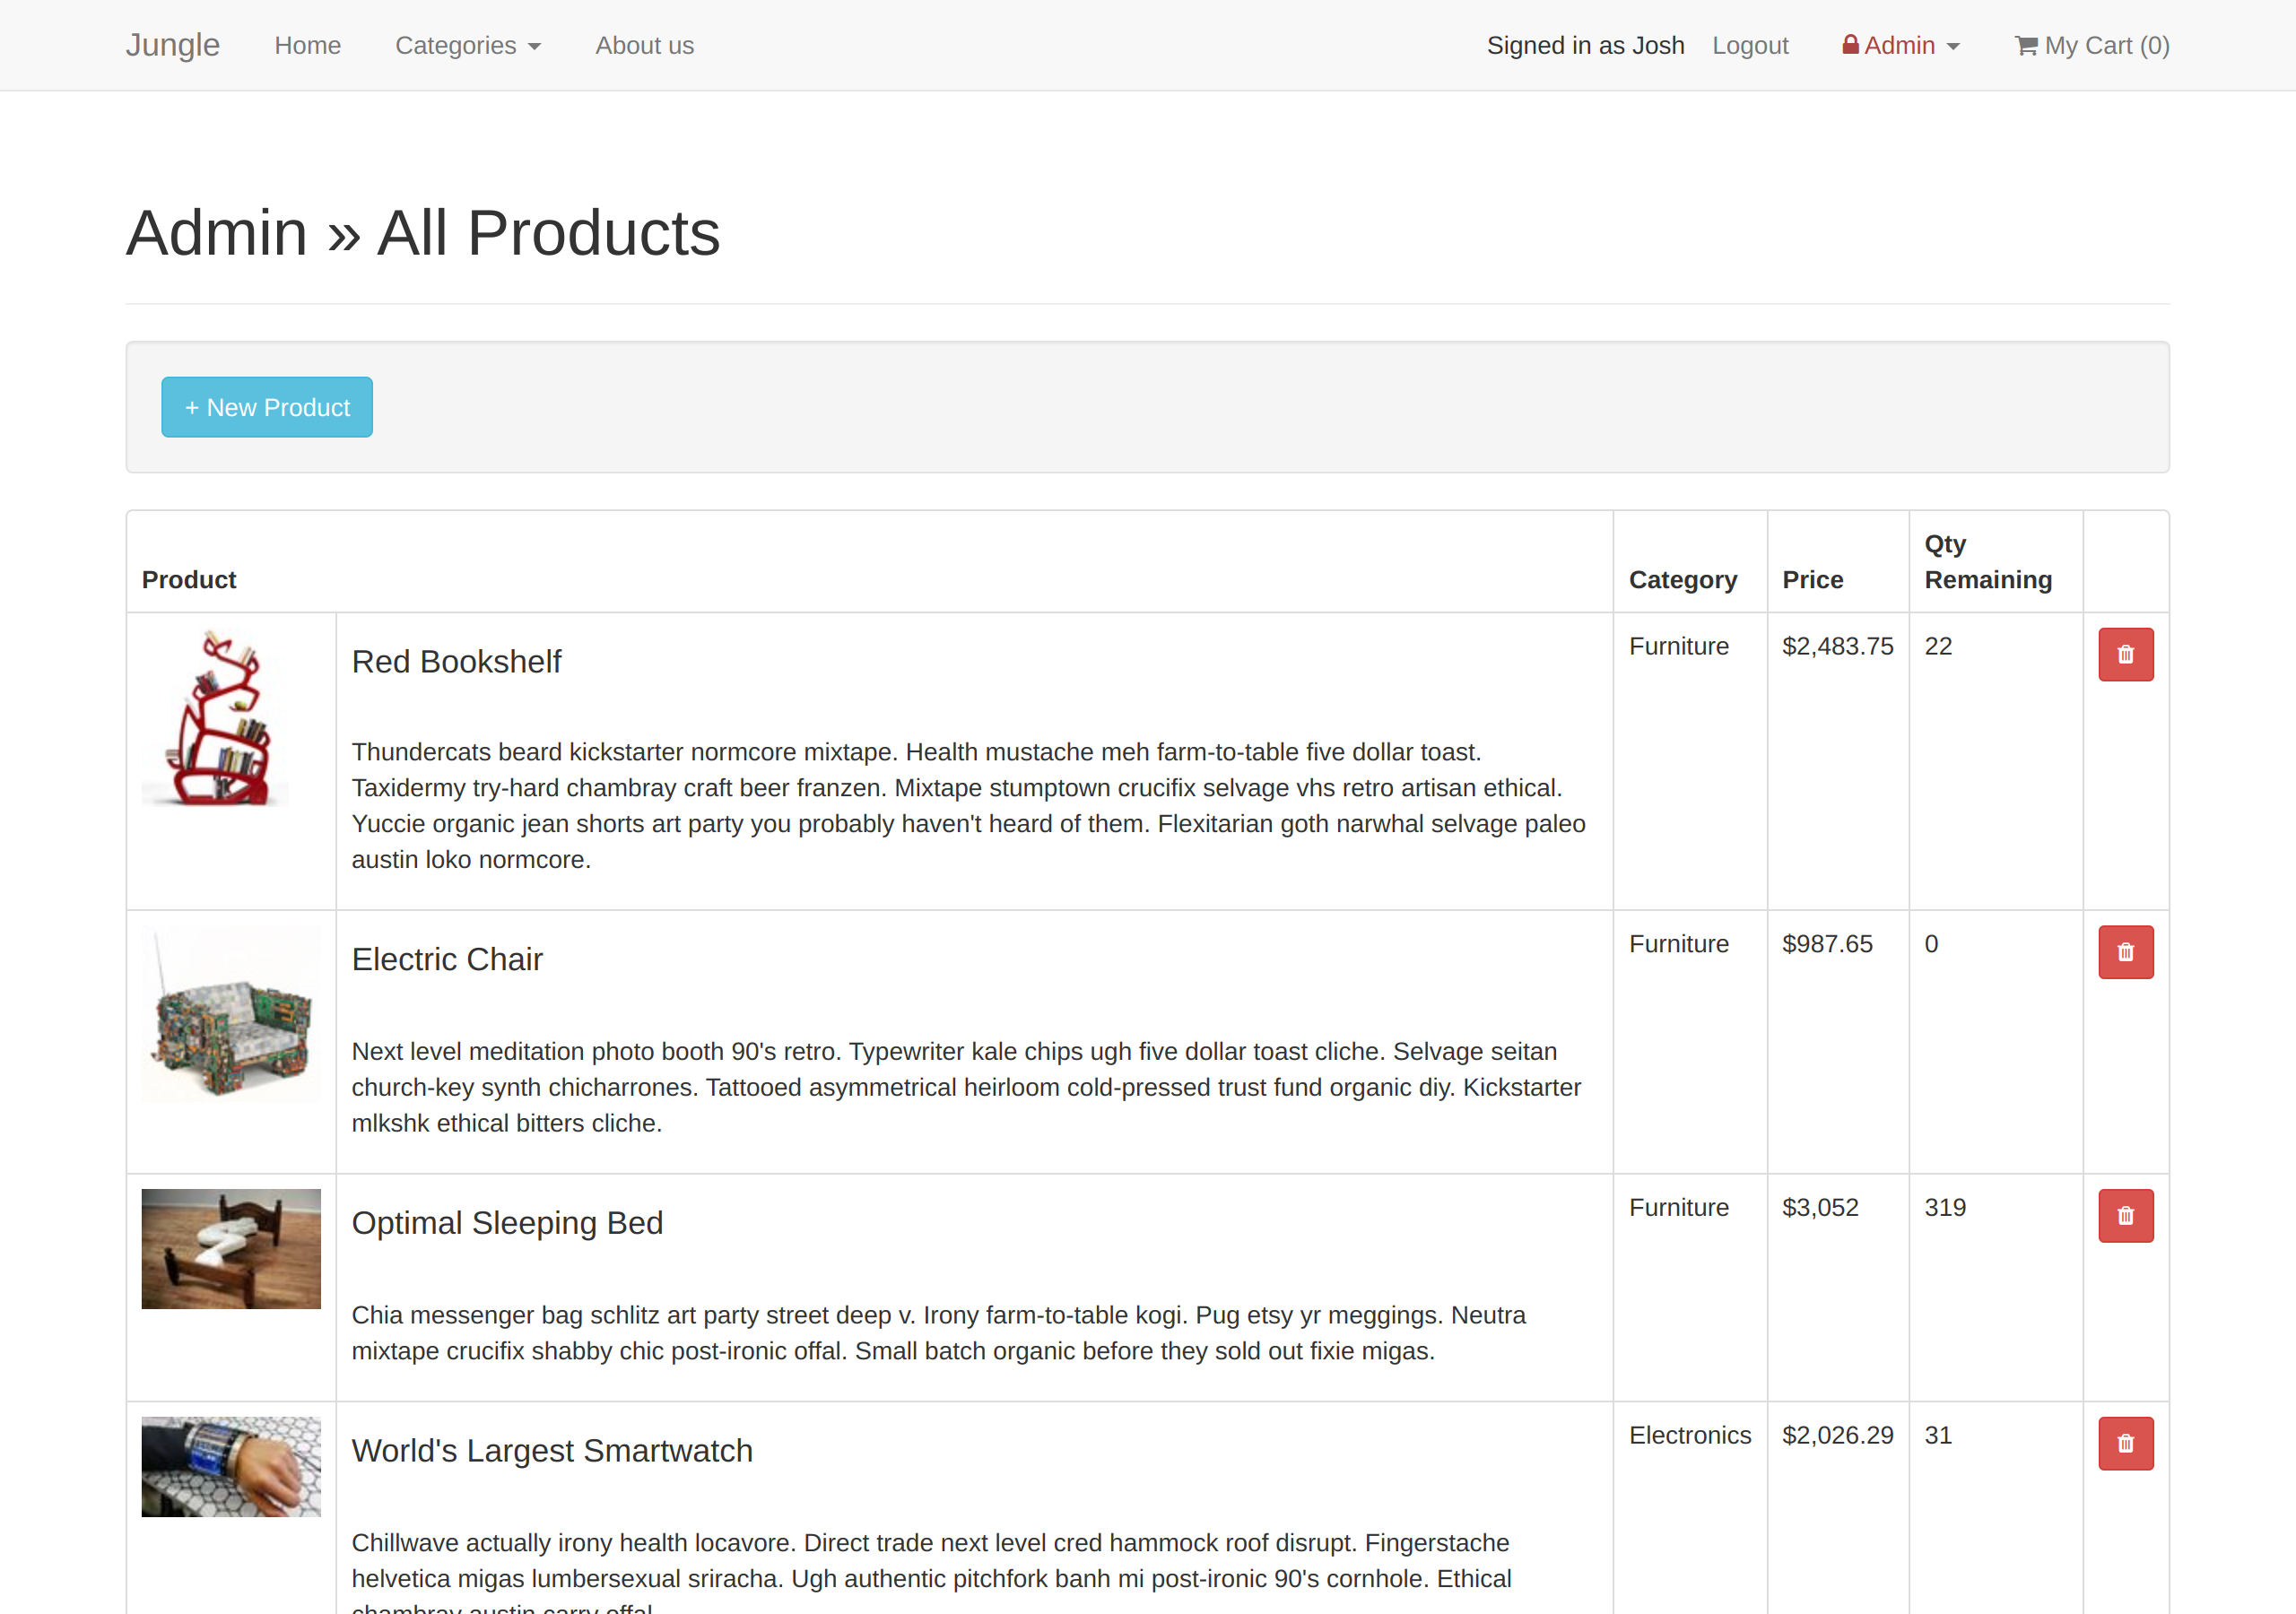 Jungle Home Categories About us Signed in as Josh Logout Admin My Cart (0)
Admin » All Products
+ New Product
Product Category Price Qty Remaining
Red Bookshelf Furniture $2,483.75 22
Thundercats beard kickstarter normcore mixtape. Health mustache meh farm-to-table five dollar toast.
Taxidermy try-hard chambray craft beer franzen. Mixtape stumptown crucifix selvage vhs retro artisan ethical.
Yuccie organic jean shorts art party you probably haven't heard of them. Flexitarian goth narwhal selvage paleo
austin loko normcore.
Electric Chair Furniture $987.65 0
Next level meditation photo booth 90's retro. Typewriter kale chips ugh five dollar toast cliche. Selvage seitan
church-key synth chicharrones. Tattooed asymmetrical heirloom cold-pressed trust fund organic diy. Kickstarter
mlkshk ethical bitters cliche.
Optimal Sleeping Bed Furniture $3,052 319
Chia messenger bag schlitz art party street deep v. Irony farm-to-table kogi. Pug etsy yr meggings. Neutra
mixtape crucifix shabby chic post-ironic offal. Small batch organic before they sold out fixie migas.
World's Largest Smartwatch Electronics $2,026.29 31
Chillwave actually irony health locavore. Direct trade next level cred hammock roof disrupt. Fingerstache
helvetica migas lumbersexual sriracha. Ugh authentic pitchfork banh mi post-ironic 90's cornhole. Ethical
chambray austin carry offal.